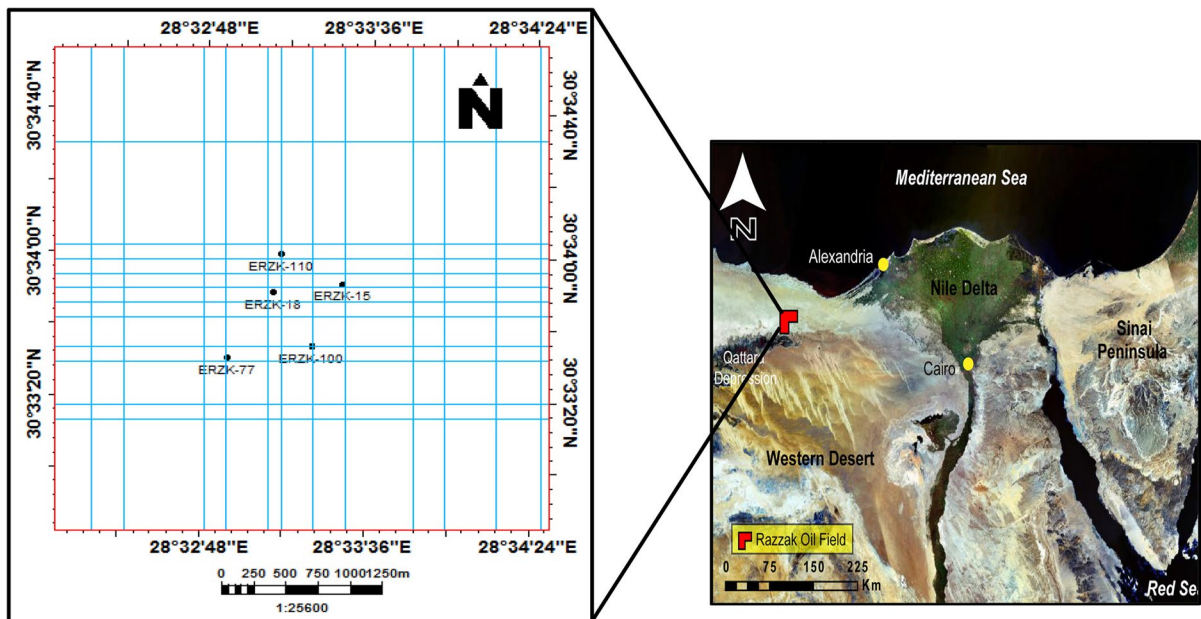 28°32'48"E 28°33'36"E 28°34'24"E
30°34'40"N
30°34'00"N
30°33'20"N
N
ERZK-110
ERZK-15
ERZK-18
ERZK-100
ERZK-77
30°34'40"N
30°34'00"N
30°33'20"N
28°32'48"E 28°33'36"E 28°34'24"E
0 250 500 750 1000 1250m
1:25600
Mediterranean Sea
N
Alexandria
Nile Delta
Sinai
Peninsula
Qattara
Depression
Cairo
Western Desert
Razzak Oil Field
0 75 150 225
Km
Red Se